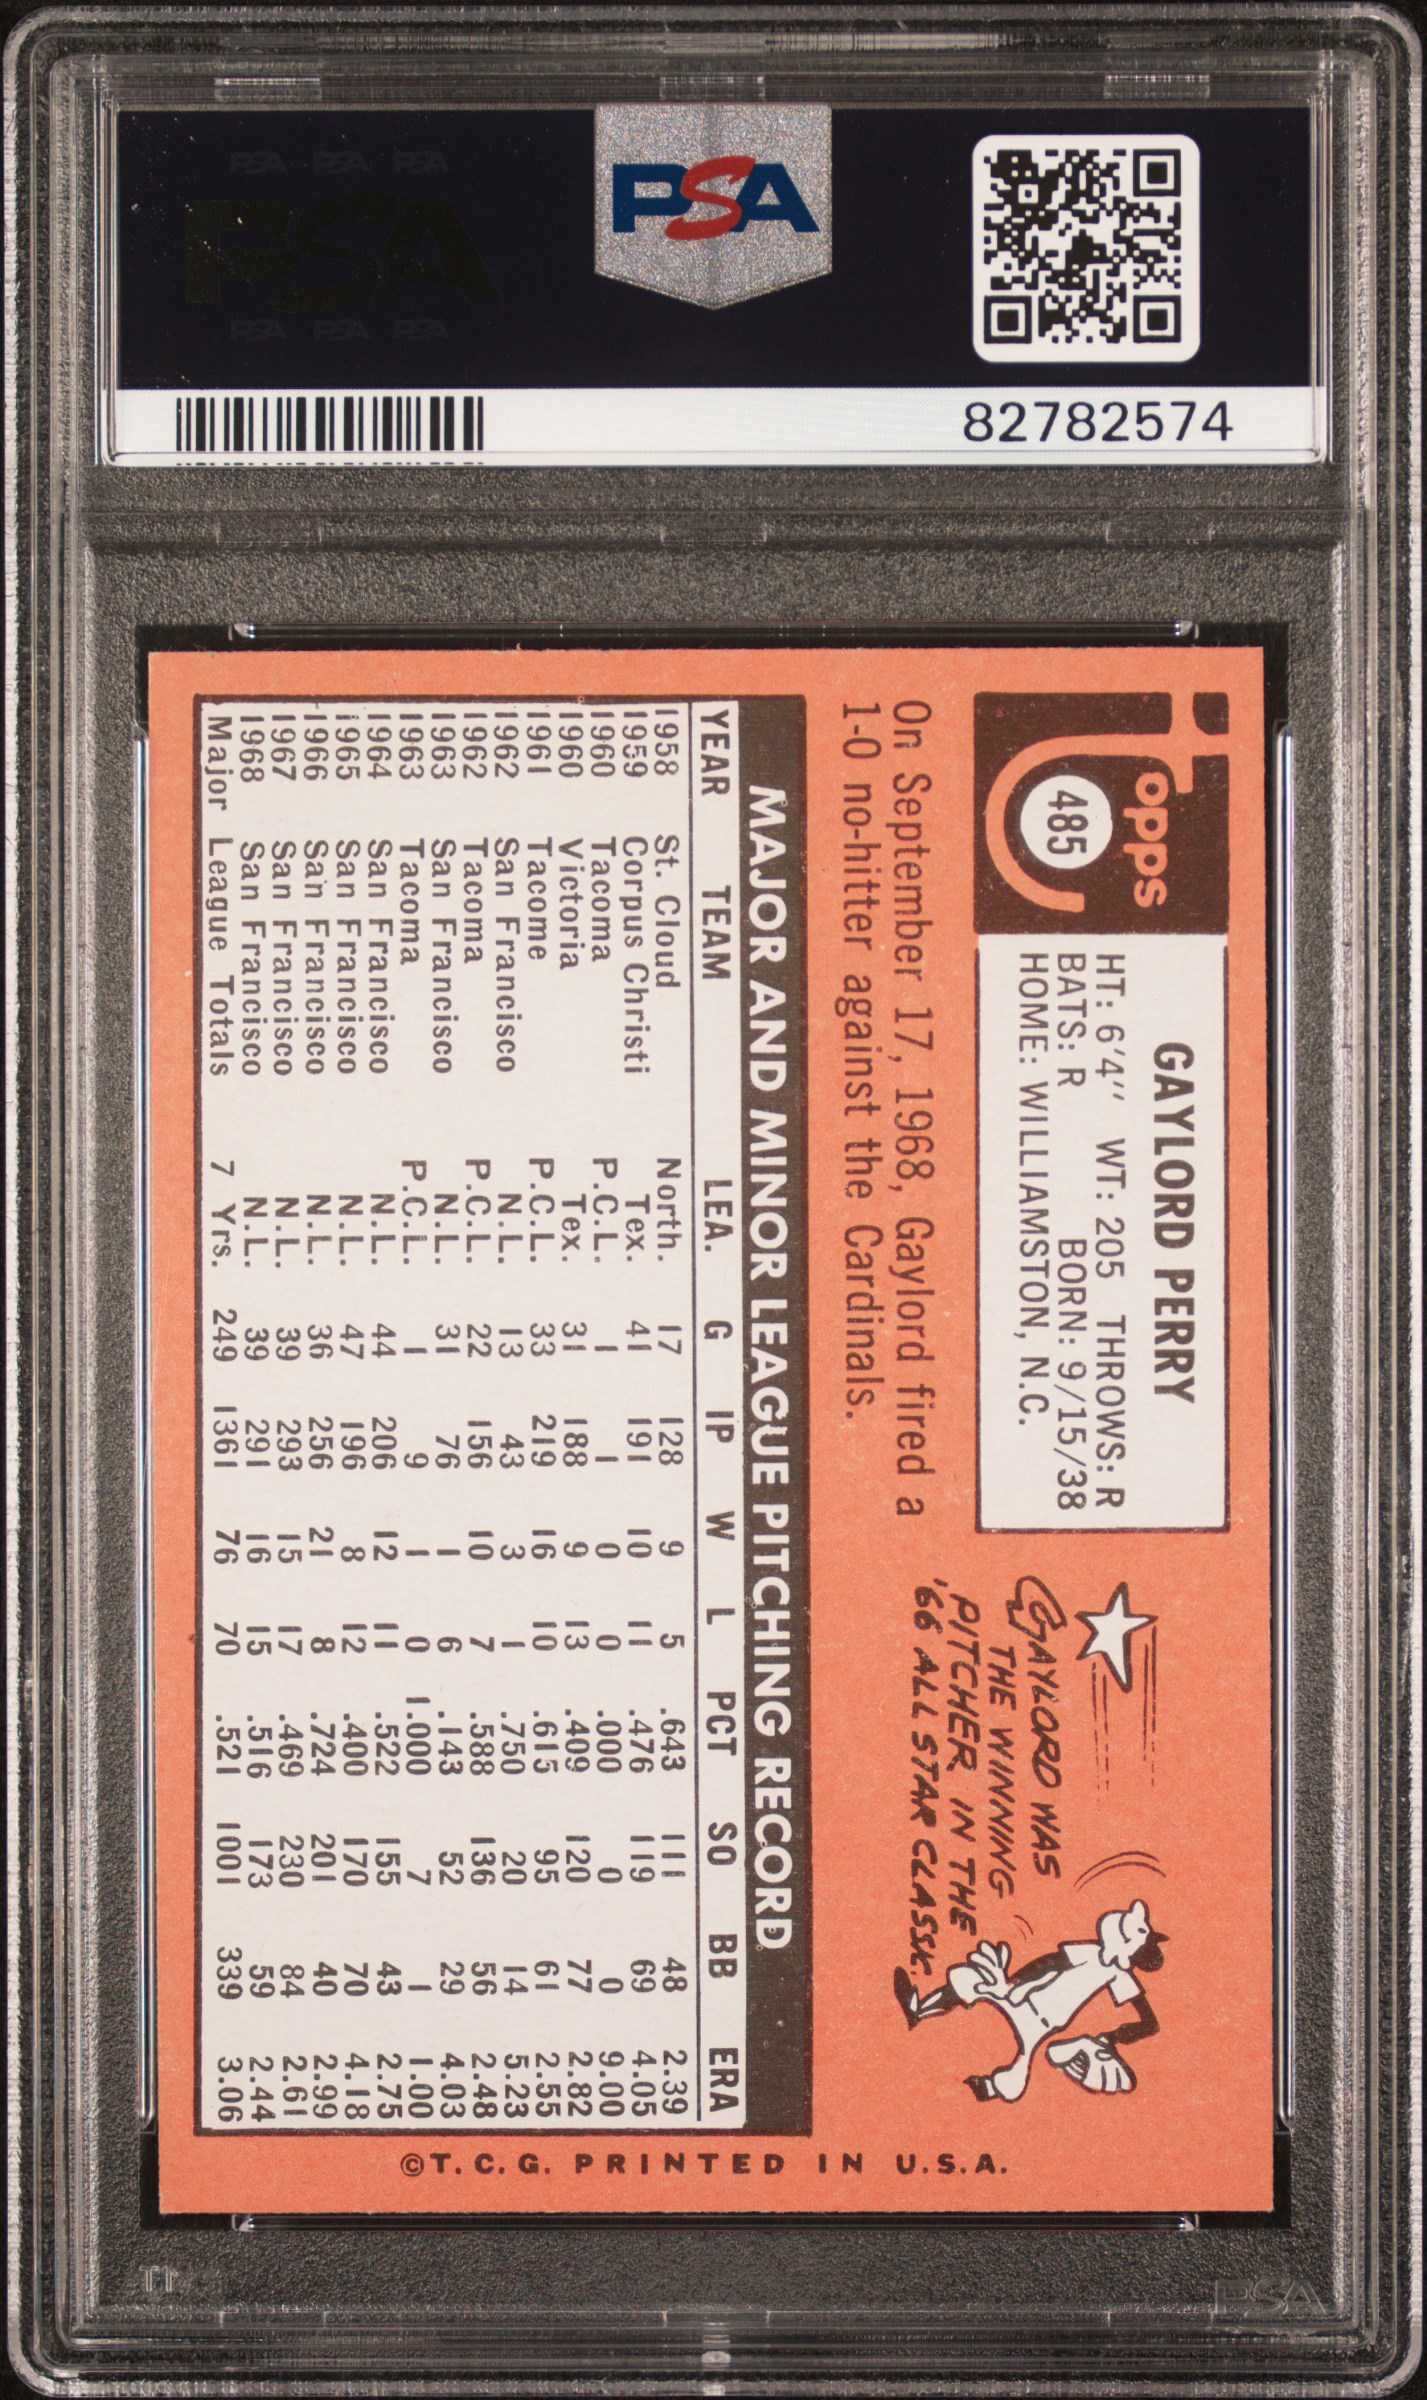 PSA PSA PSA
PSA
PSA PSA PSA
PSA
82782574
Topps
485
GAYLORD PERRY
HT: 6'4'' WT: 205 THROWS: R
BATS: R BORN: 9/15/38
HOME: WILLIAMSTON, N.C.
On September 17, 1968, Gaylord fired a
1-0 no-hitter against the Cardinals.
GAYLORD WAS
THE WINNING
PITCHER IN THE
'66 ALL STAR CLASSIC.
MAJOR AND MINOR LEAGUE PITCHING RECORD
YEAR TEAM LEA. G IP W L PCT SO BB ERA
1958 St. Cloud North. 17 128 9 5 .643 111 48 2.39
1959 Corpus Christi Tex. 41 191 10 11 .476 119 69 4.05
1960 Tacoma P.C.L. 1 1 0 0 .000 0 0 9.00
1960 Victoria Tex. 31 188 9 13 .409 120 77 2.82
1961 Tacome P.C.L. 33 219 16 10 .615 95 61 2.55
1962 San Francisco N.L. 13 43 3 1 .750 20 14 5.23
1962 Tacoma P.C.L. 22 156 10 7 .588 136 56 2.48
1963 San Francisco N.L. 31 76 1 6 .143 52 29 4.03
1963 Tacoma P.C.L. 1 9 1 0 1.000 7 1 1.00
1964 San Francisco N.L. 44 206 12 11 .522 155 43 2.75
1965 San Francisco N.L. 47 196 8 12 .400 170 70 4.18
1966 San Francisco N.L. 36 256 21 8 .724 201 40 2.99
1967 San Francisco N.L. 39 293 15 17 .469 230 84 2.61
1968 San Francisco N.L. 39 291 16 15 .516 173 59 2.44
Major League Totals 7 Yrs. 249 1361 76 70 .521 1001 339 3.06
©T.C.G. PRINTED IN U.S.A.
PSA